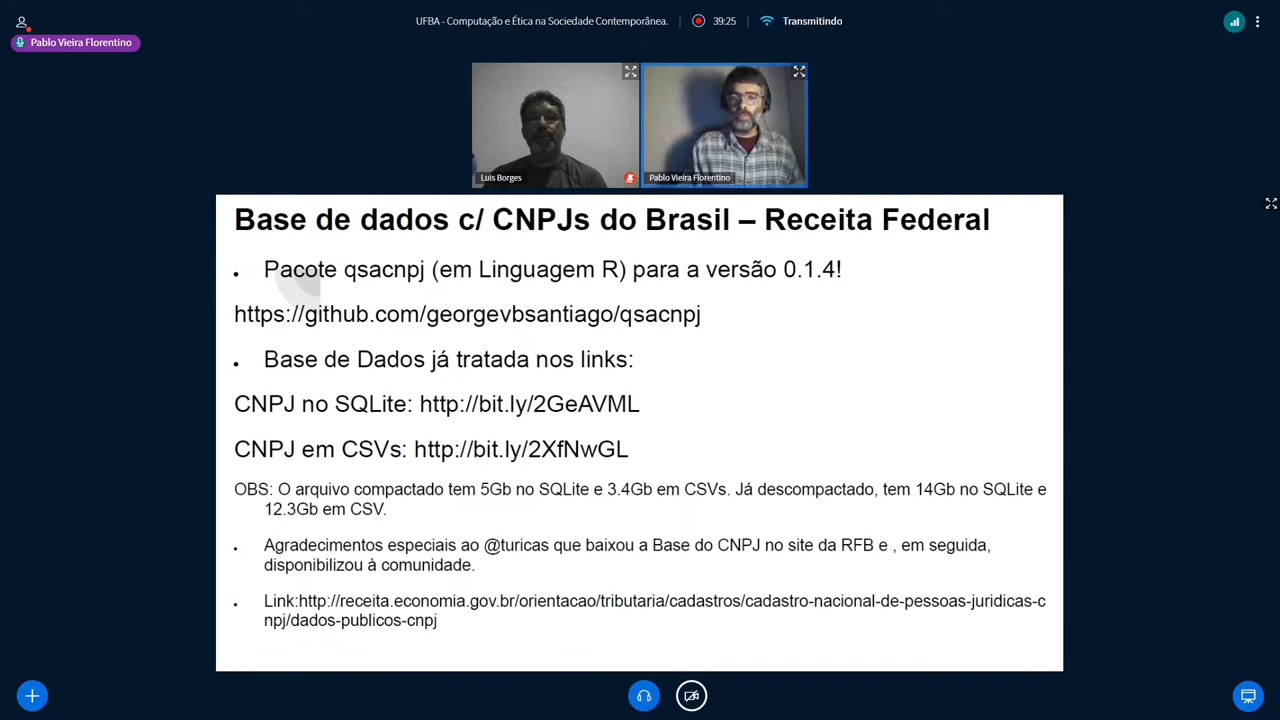 UFBA - Computação e Ética na Sociedade Contemporânea.
39:25
Transmitindo
Pablo Vieira Florentino
Luis Borges
Pablo Vieira Florentino
Base de dados c/ CNPJs do Brasil – Receita Federal
• Pacote qsacnpj (em Linguagem R) para a versão 0.1.4!
https://github.com/georgevbsantiago/qsacnpj
• Base de Dados já tratada nos links:
CNPJ no SQLite: http://bit.ly/2GeAVML
CNPJ em CSVs: http://bit.ly/2XfNwGL
OBS: O arquivo compactado tem 5Gb no SQLite e 3.4Gb em CSVs. Já descompactado, tem 14Gb no SQLite e
12.3Gb em CSV.
• Agradecimentos especiais ao @turicas que baixou a Base do CNPJ no site da RFB e , em seguida,
disponibilizou à comunidade.
• Link:http://receita.economia.gov.br/orientacao/tributaria/cadastros/cadastro-nacional-de-pessoas-juridicas-c
npj/dados-publicos-cnpj